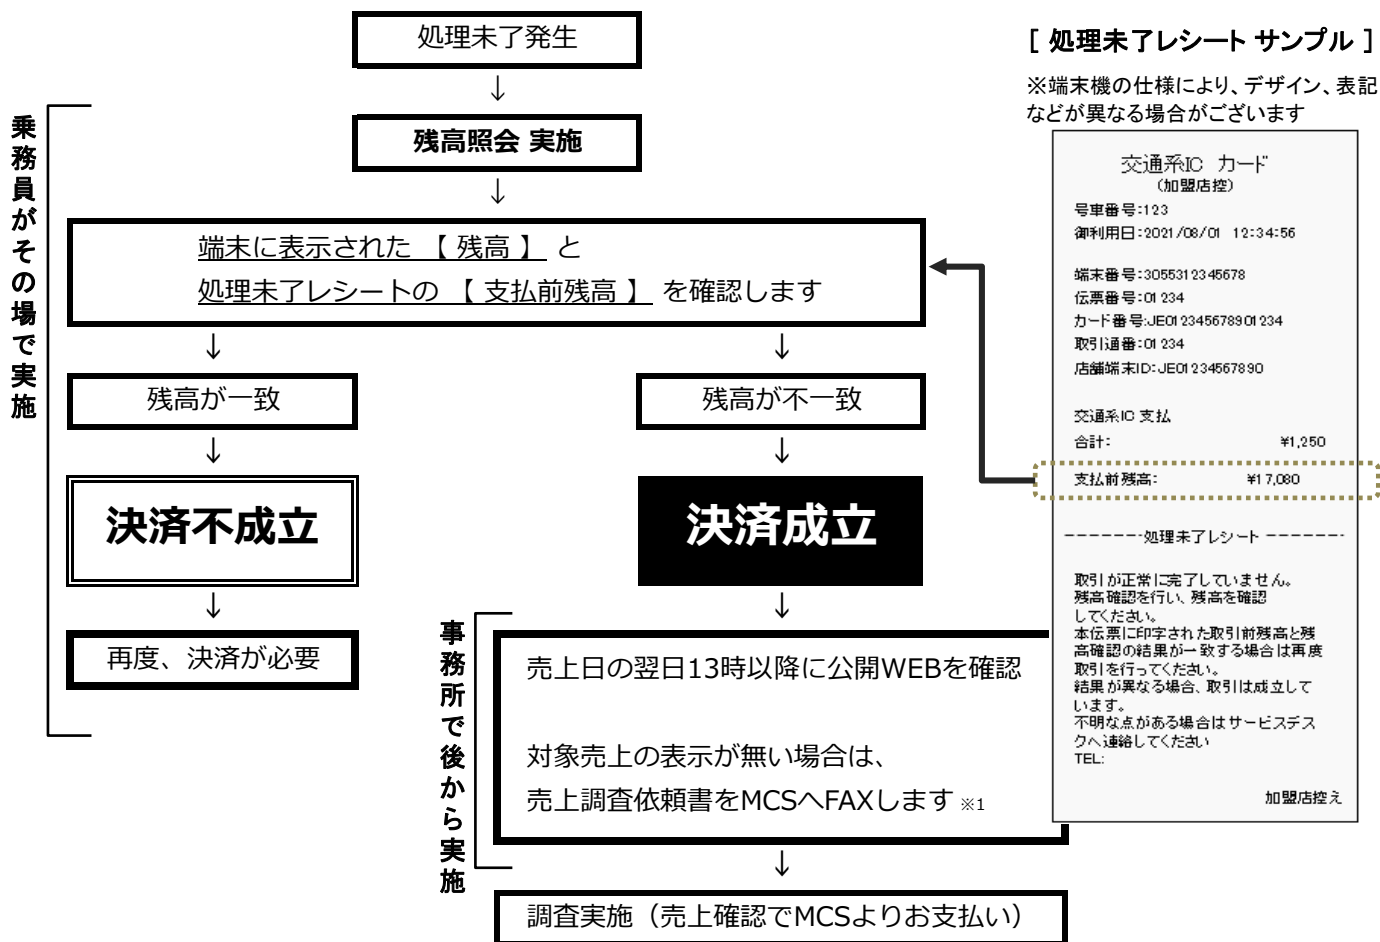 処理未了発生
↓
乗務員がその場で実施
残高照会 実施
↓
端末に表示された 【 残高 】 と
処理未了レシートの 【 支払前残高 】 を確認します
↓
↓
残高が一致
残高が不一致
↓
↓
決済不成立
決済成立
↓
↓
再度、決済が必要
事務所で後から実施
売上日の翌日13時以降に公開WEBを確認
対象売上の表示が無い場合は、
売上調査依頼書をMCSへFAXします ※1
↓
調査実施（売上確認でMCSよりお支払い）
[ 処理未了レシート サンプル ]
※端末機の仕様により、デザイン、表記
などが異なる場合がございます
交通系IC カード
(加盟店控)
号車番号:123
御利用日:2021/08/01 12:34:56
端末番号:3055312345678
伝票番号:01234
カード番号:JE012345678901234
取引通番:01234
店舗端末ID:JE01234567890
交通系IC 支払
合計: ¥1,250
支払前残高: ¥17,080
-------処理未了レシート-------
取引が正常に完了していません。
残高確認を行い、残高を確認
してください。
本伝票に印字された取引前残高と残
高確認の結果が一致する場合は再度
取引を行ってください。
結果が異なる場合、取引は成立して
います。
不明な点がある場合はサービスデス
クへ連絡してください
TEL:
加盟店控え